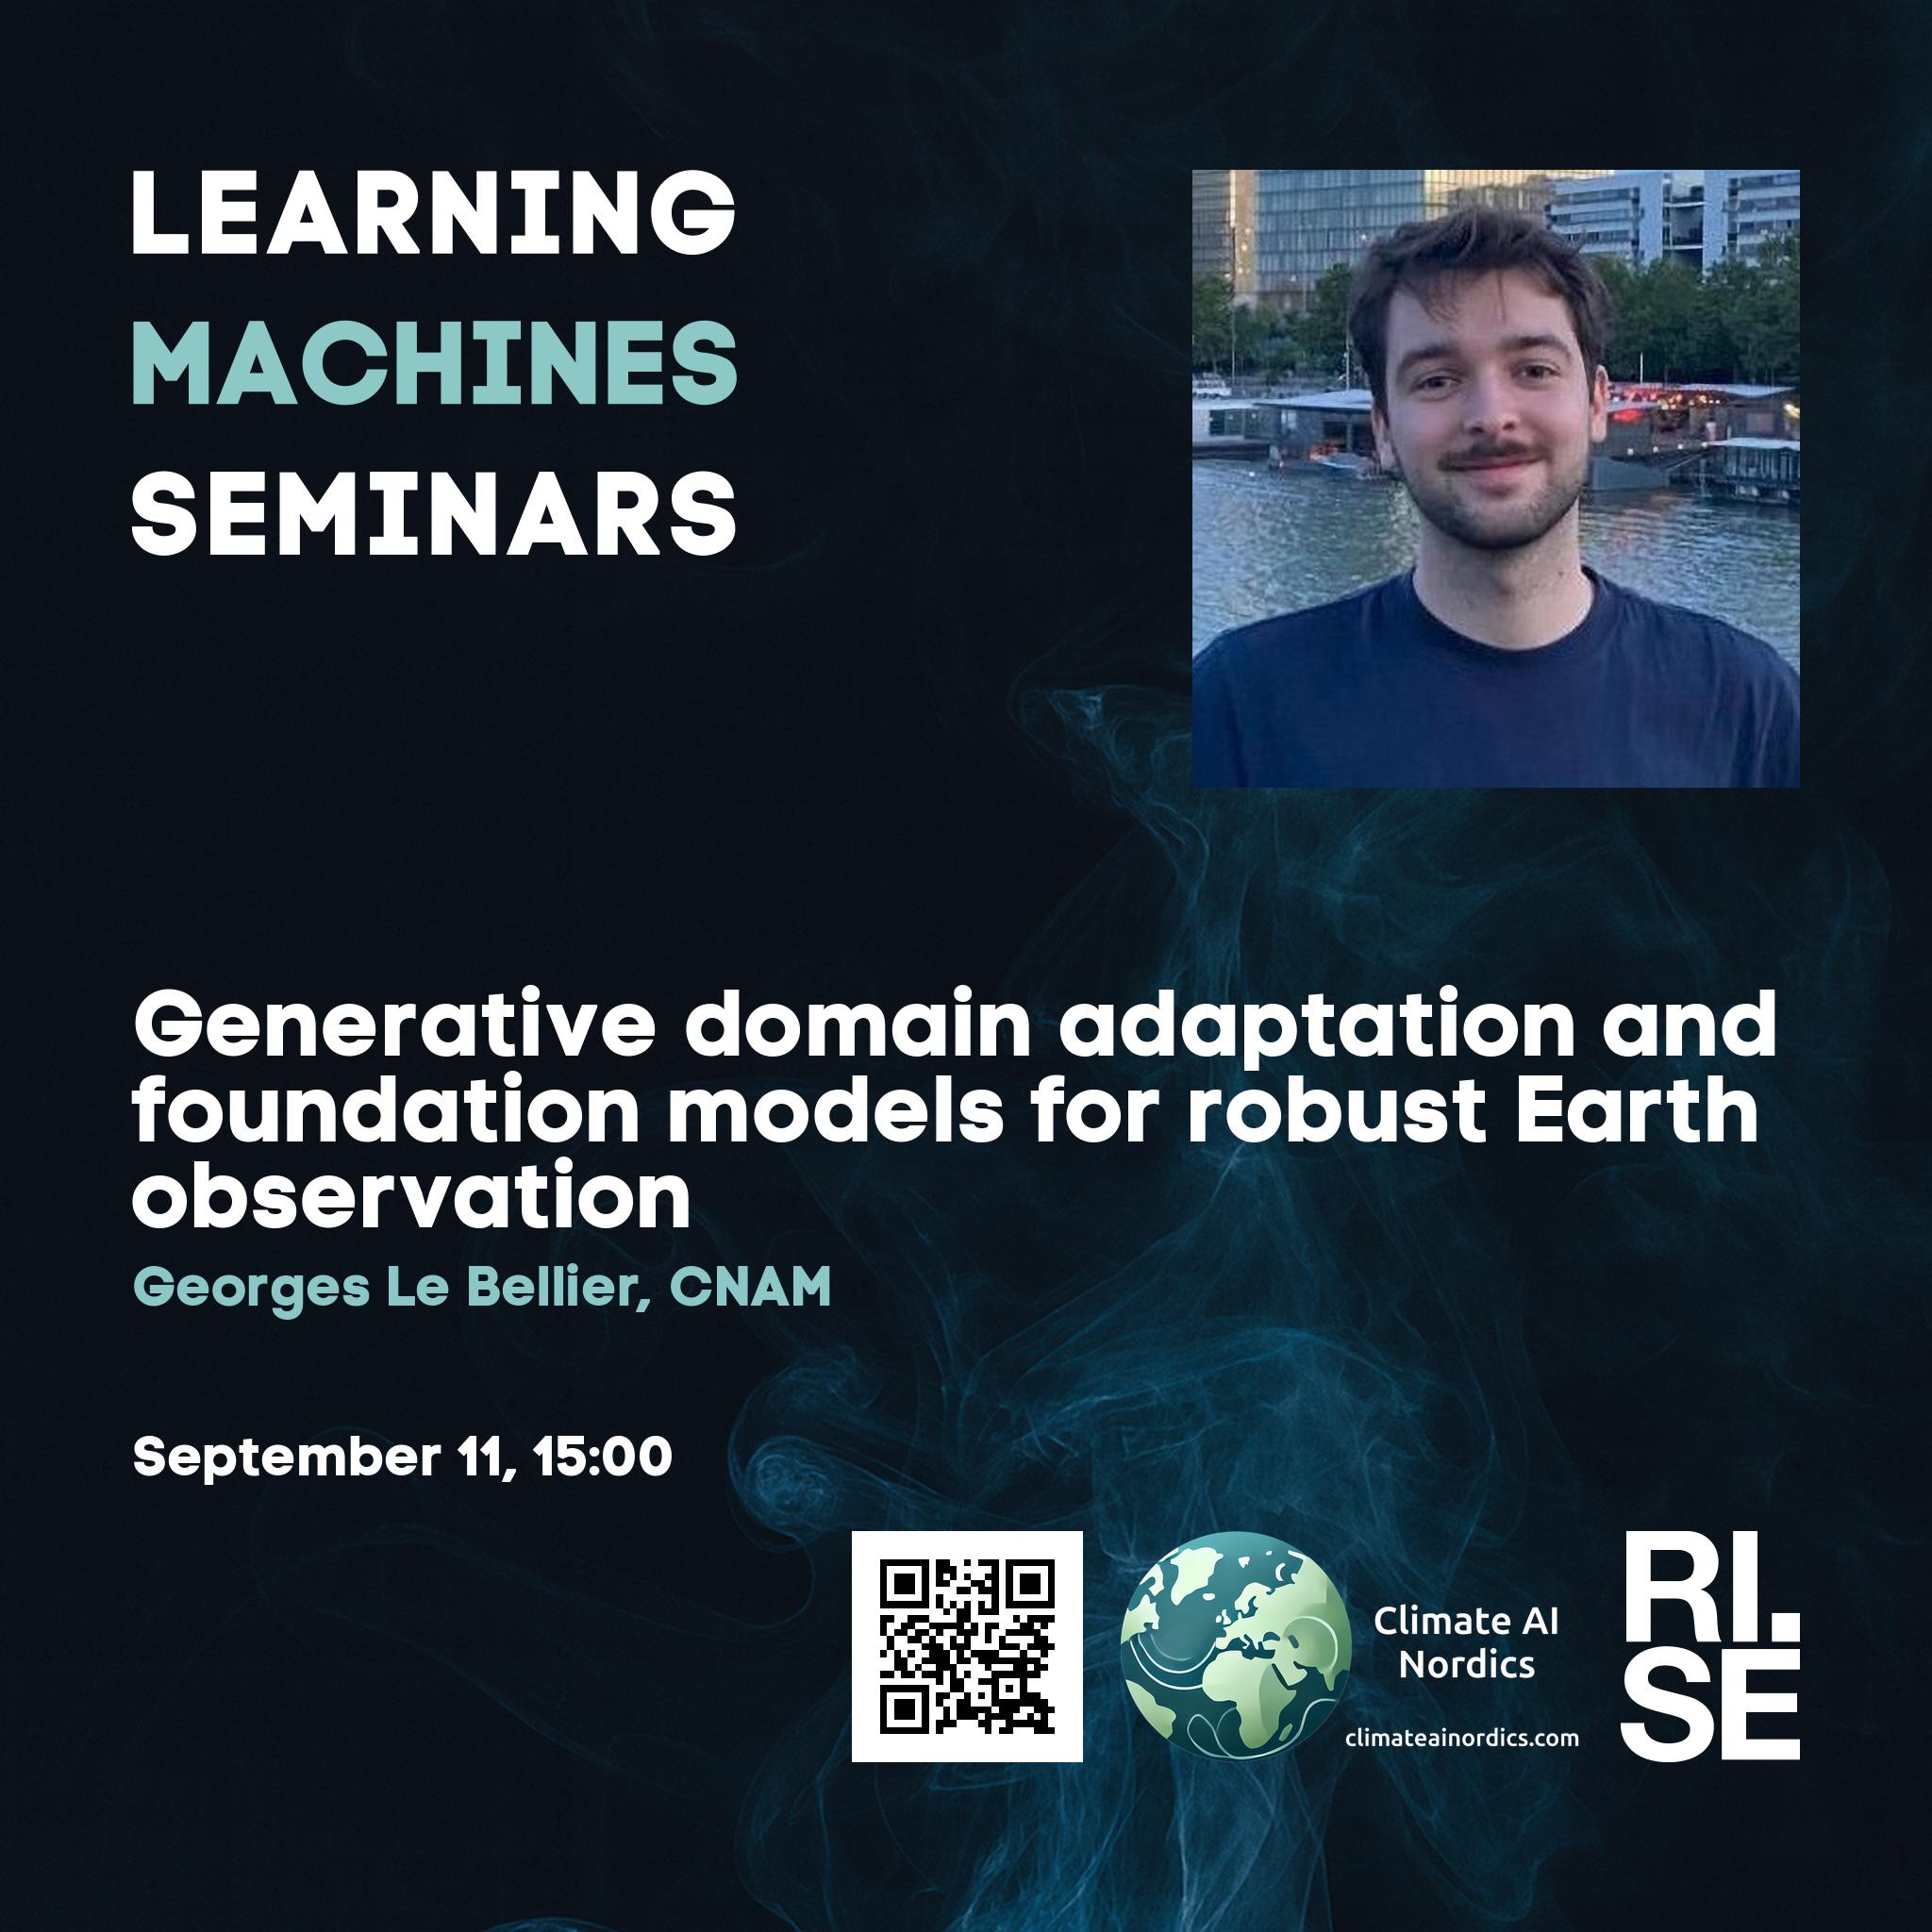 LEARNING
MACHINES
SEMINARS
Generative domain adaptation and
foundation models for robust Earth
observation
Georges Le Bellier, CNAM
September 11, 15:00
Climate AI
Nordics
climateainordics.com
RI.
SE